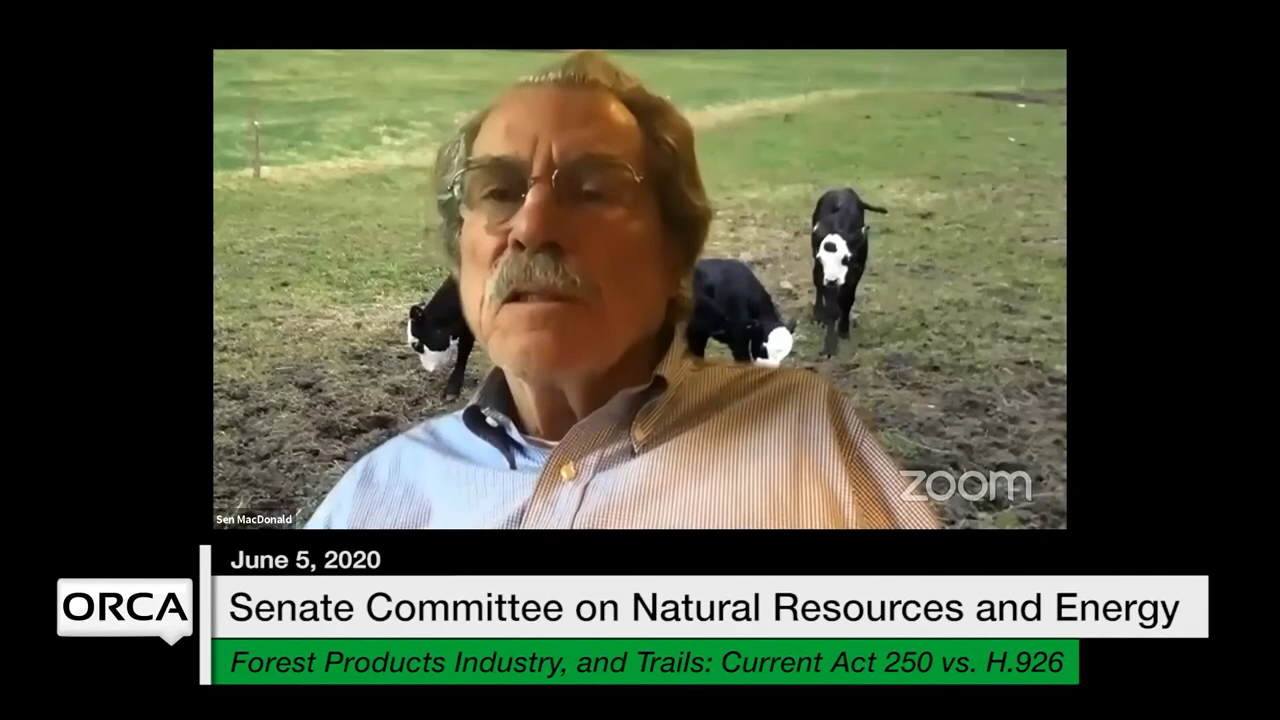 zoom
Sen MacDonald
June 5, 2020
ORCA
Senate Committee on Natural Resources and Energy
Forest Products Industry, and Trails: Current Act 250 vs. H.926